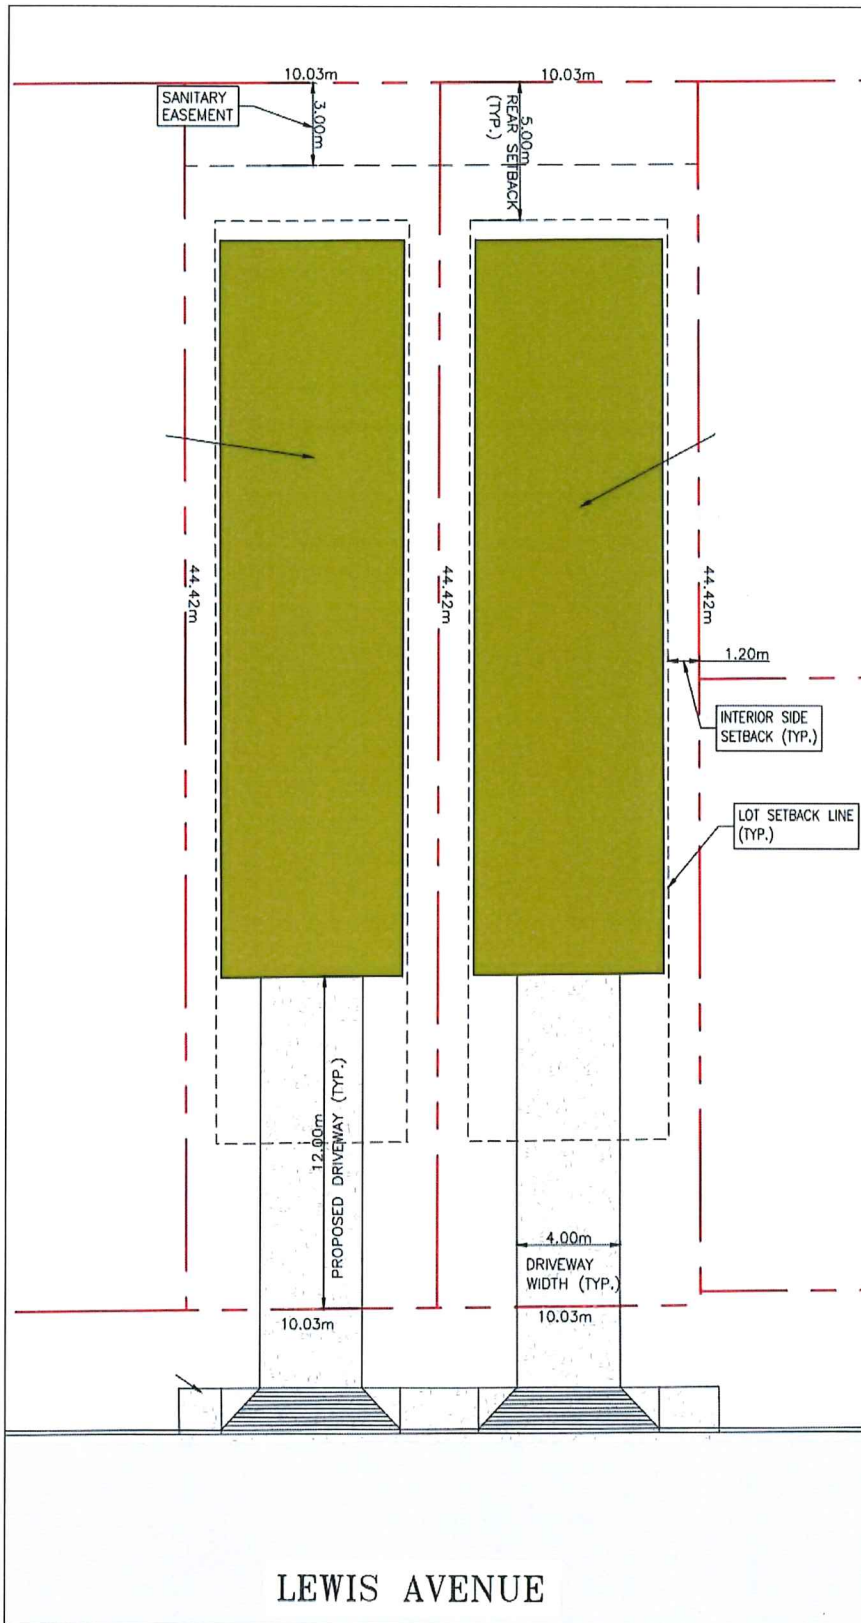 10.03m
10.03m
SANITARY
EASEMENT
3.00m
5.00m
REAR SETBACK
(TYP.)
44.42m
44.42m
44.42m
1.20m
INTERIOR SIDE
SETBACK (TYP.)
LOT SETBACK LINE
(TYP.)
12.00m
PROPOSED DRIVEWAY (TYP.)
4.00m
DRIVEWAY
WIDTH (TYP.)
10.03m
10.03m
LEWIS AVENUE